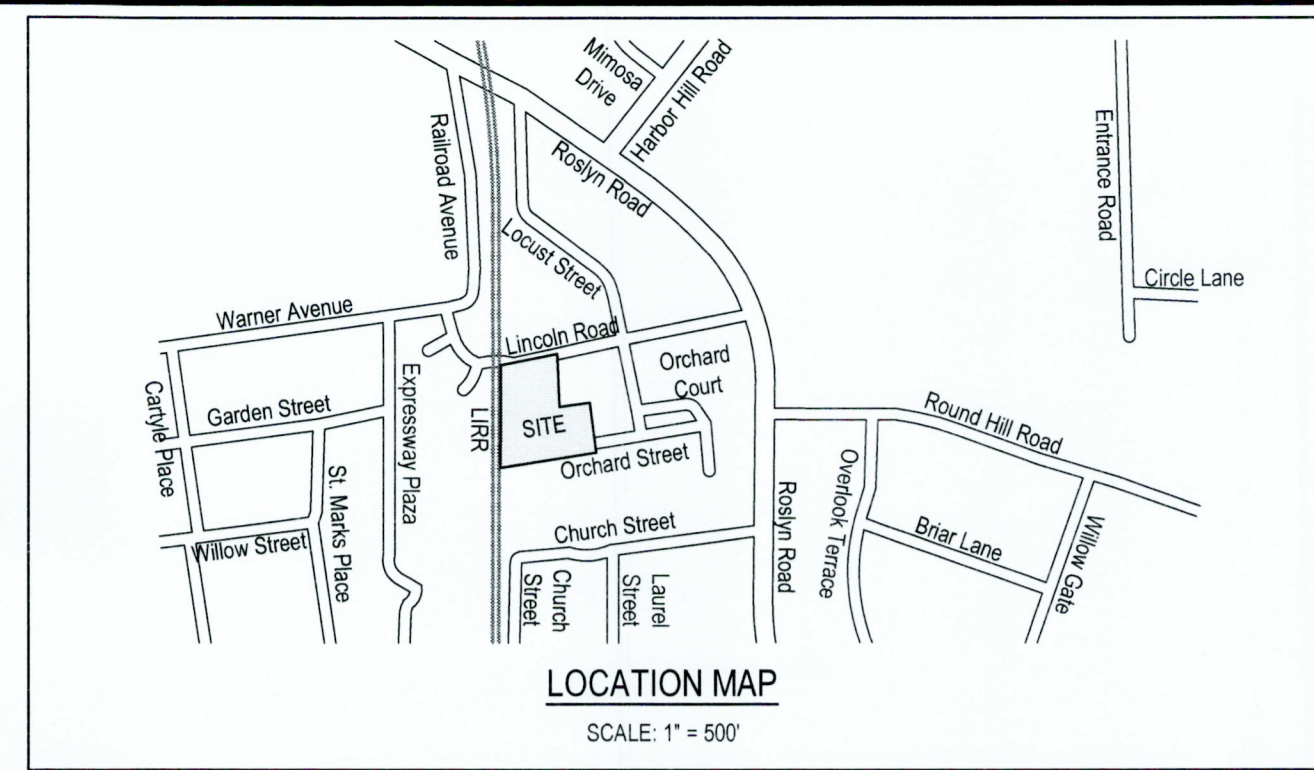 Mimosa
Drive
Harbor Hill Road
Railroad Avenue
Roslyn Road
Entrance Road
Locust Street
Circle Lane
Warner Avenue
Lincoln Road
Orchard
Court
Expressway Plaza
Cartyle Place
Garden Street
LIRR
SITE
Round Hill Road
Orchard Street
St. Marks Place
Overlook Terrace
Roslyn Road
Church Street
Briar Lane
Willow Gate
Willow Street
Church
Street
Laurel
Street
LOCATION MAP
SCALE: 1" = 500'